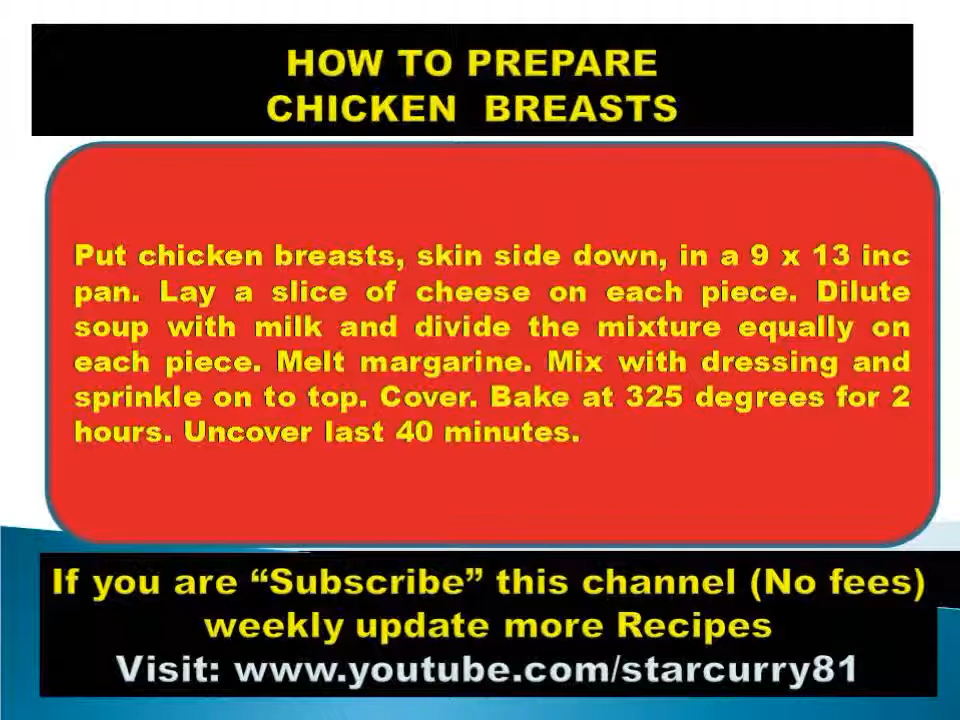 HOW TO PREPARE
CHICKEN BREASTS
Put chicken breasts, skin side down, in a 9 x 13 inc
pan. Lay a slice of cheese on each piece. Dilute
soup with milk and divide the mixture equally on
each piece. Melt margarine. Mix with dressing and
sprinkle on to top. Cover. Bake at 325 degrees for 2
hours. Uncover last 40 minutes.
If you are “Subscribe” this channel (No fees)
weekly update more Recipes
Visit: www.youtube.com/starcurry81